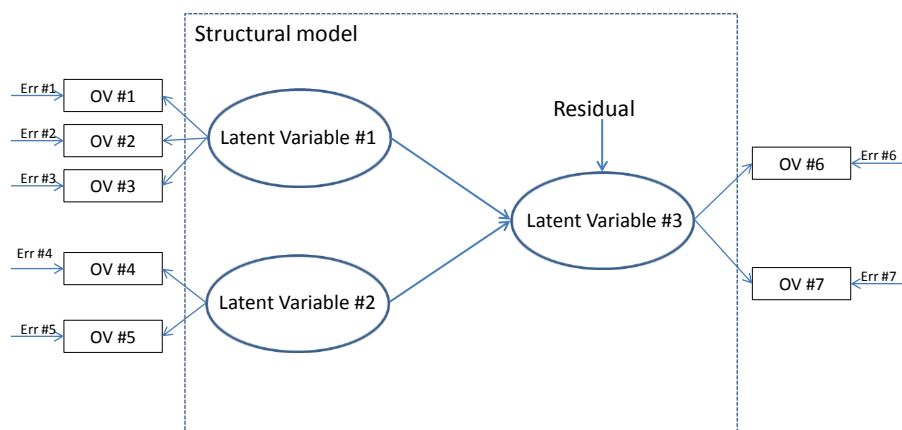 Structural model
Err #1
OV #1
Err #2
OV #2
Err #3
OV #3
Latent Variable #1
Residual
Latent Variable #3
OV #6
Err #6
Err #4
OV #4
Err #5
OV #5
Latent Variable #2
OV #7
Err #7